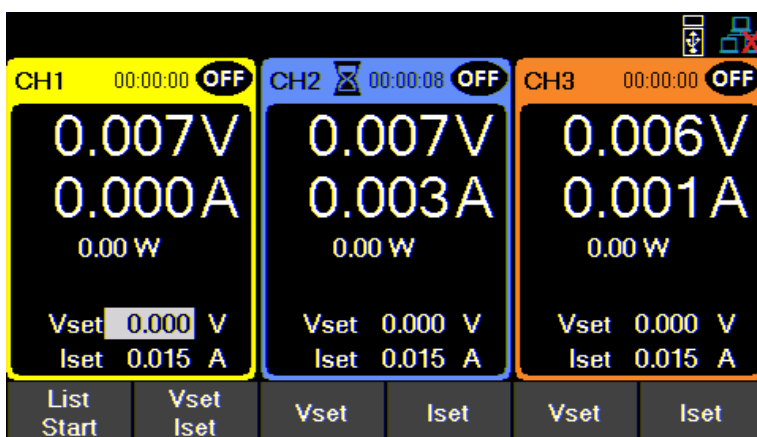 CH1 00:00:00 OFF
0.007V
0.000A
0.00 W
Vset 0.000 V
Iset 0.015 A
CH2 00:00:08 OFF
0.007V
0.003A
0.00 W
Vset 0.000 V
Iset 0.015 A
CH3 00:00:00 OFF
0.006V
0.001A
0.00 W
Vset 0.000 V
Iset 0.015 A
List
Start
Vset
Iset
Vset
Iset
Vset
Iset